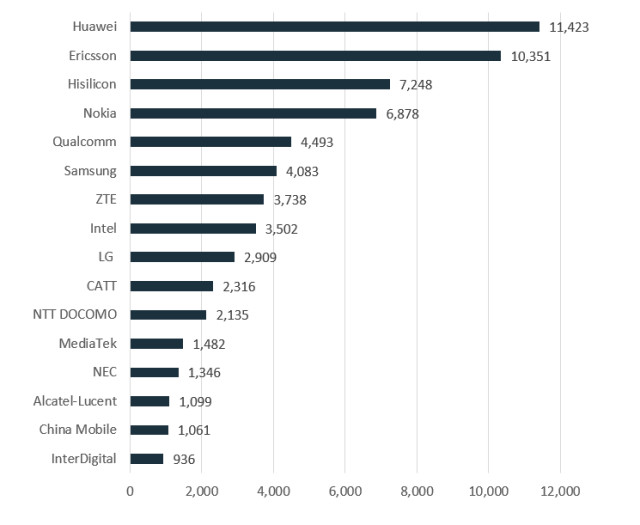 Huawei 11,423
Ericsson 10,351
Hisilicon 7,248
Nokia 6,878
Qualcomm 4,493
Samsung 4,083
ZTE 3,738
Intel 3,502
LG 2,909
CATT 2,316
NTT DOCOMO 2,135
MediaTek 1,482
NEC 1,346
Alcatel-Lucent 1,099
China Mobile 1,061
InterDigital 936
0 2,000 4,000 6,000 8,000 10,000 12,000